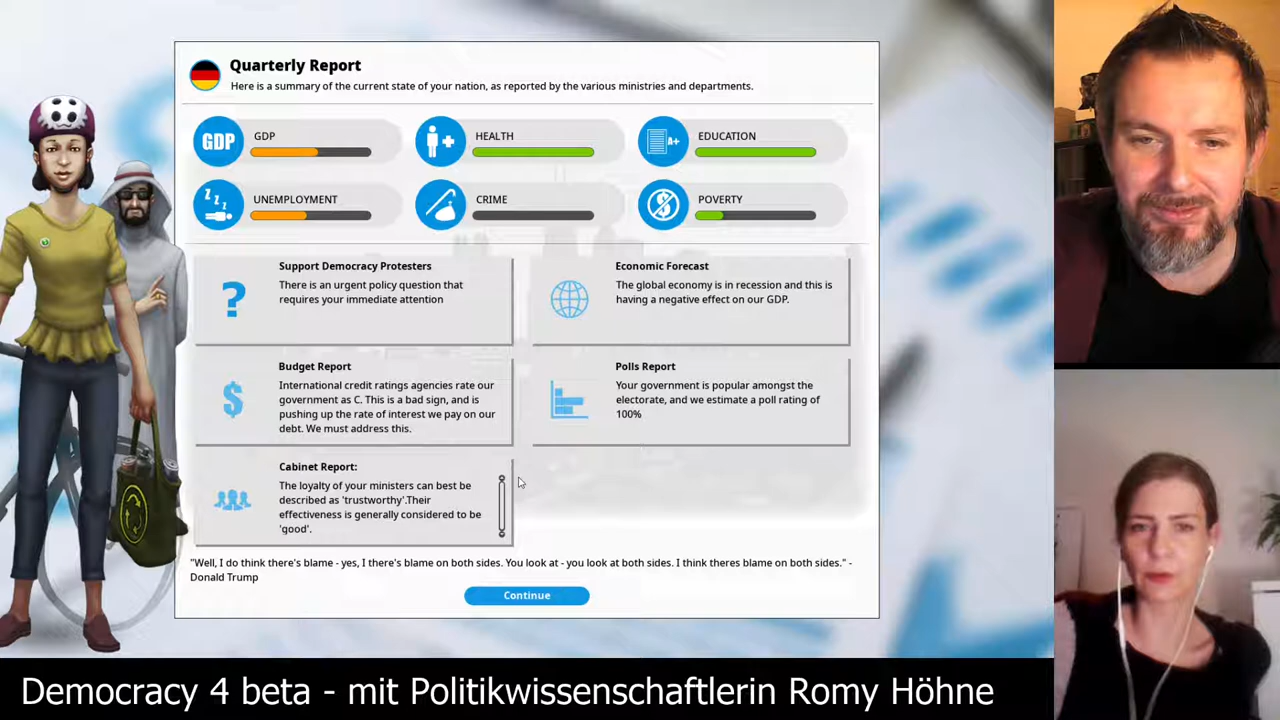 Quarterly Report
Here is a summary of the current state of your nation, as reported by the various ministries and departments.
GDP
GDP
HEALTH
A+
EDUCATION
Z Z Z
UNEMPLOYMENT
CRIME
$
POVERTY
Support Democracy Protesters
?
There is an urgent policy question that
requires your immediate attention
Economic Forecast
The global economy is in recession and this is
having a negative effect on our GDP.
Budget Report
$
International credit ratings agencies rate our
government as C. This is a bad sign, and is
pushing up the rate of interest we pay on our
debt. We must address this.
Polls Report
Your government is popular amongst the
electorate, and we estimate a poll rating of
100%
Cabinet Report:
The loyalty of your ministers can best be
described as 'trustworthy'.Their
effectiveness is generally considered to be
'good'.
"Well, I do think there's blame - yes, I there's blame on both sides. You look at - you look at both sides. I think theres blame on both sides." -
Donald Trump
Continue
Democracy 4 beta - mit Politikwissenschaftlerin Romy Höhne